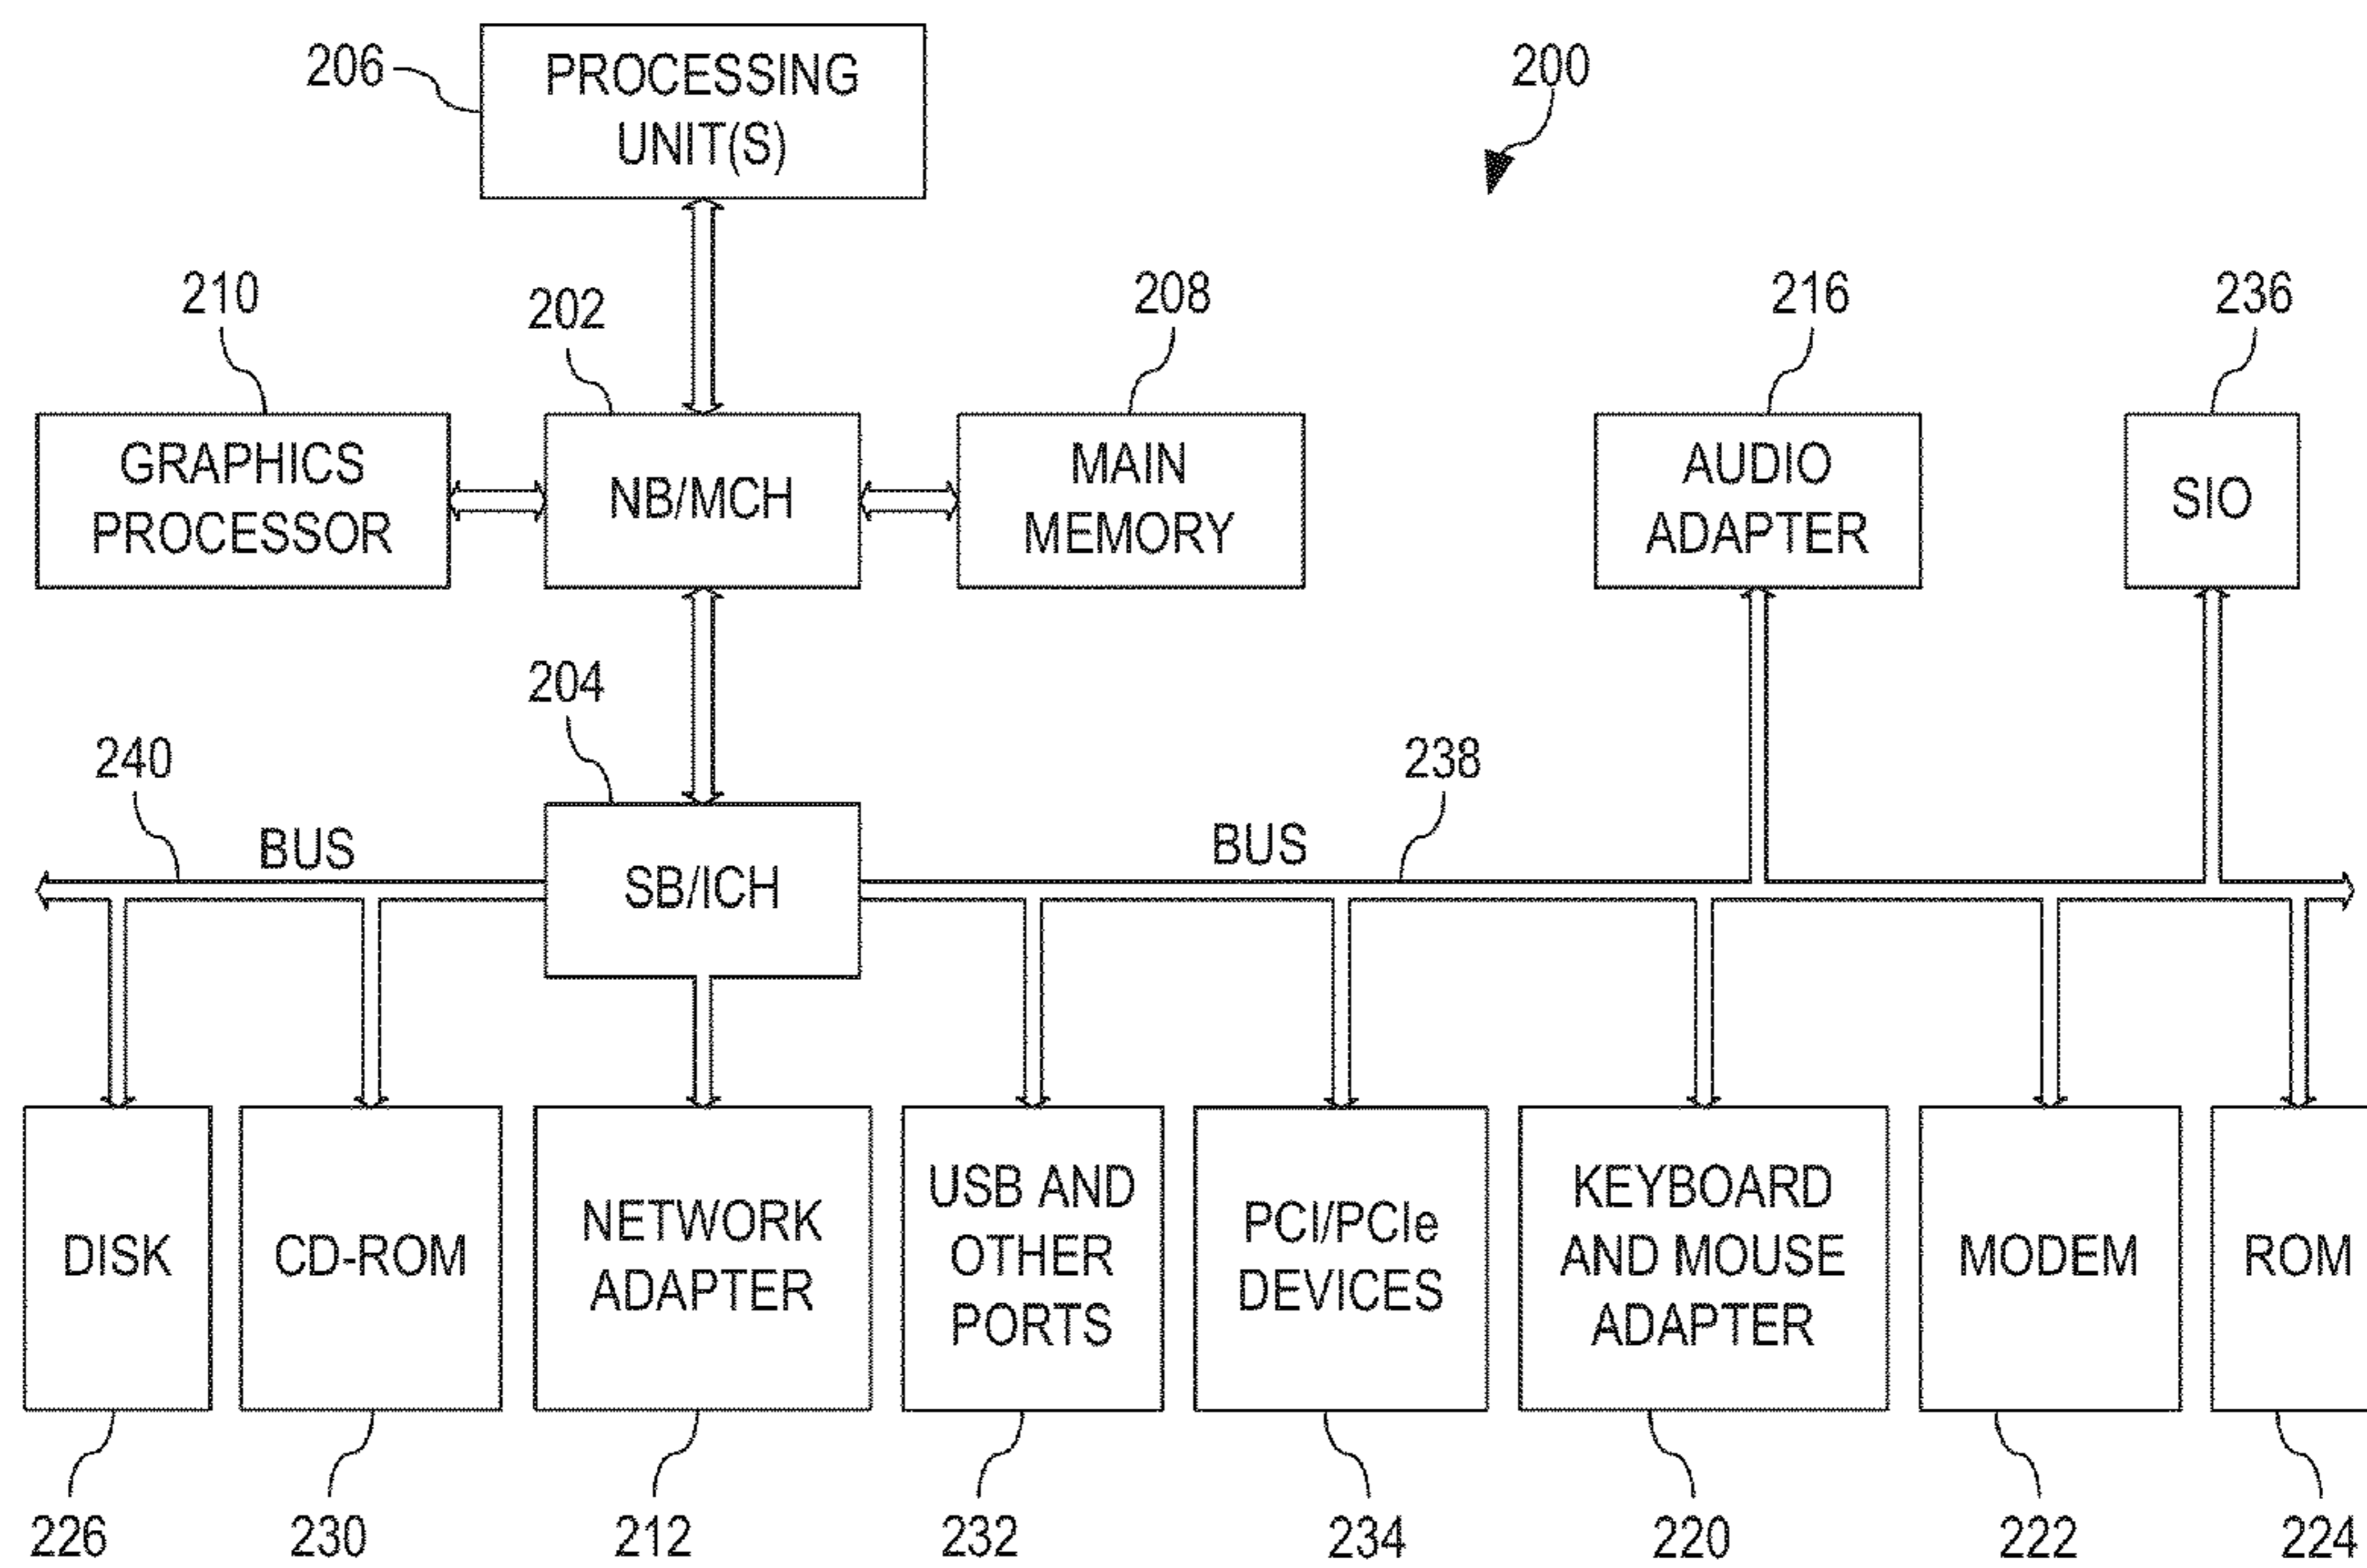 206
PROCESSING
UNIT(S)
200
210
202
208
216
236
GRAPHICS
PROCESSOR
NB/MCH
MAIN
MEMORY
AUDIO
ADAPTER
SIO
204
240
238
BUS
BUS
SB/ICH
DISK
CD-ROM
NETWORK
ADAPTER
USB AND
OTHER
PORTS
PCI/PCIe
DEVICES
KEYBOARD
AND MOUSE
ADAPTER
MODEM
ROM
226
230
212
232
234
220
222
224